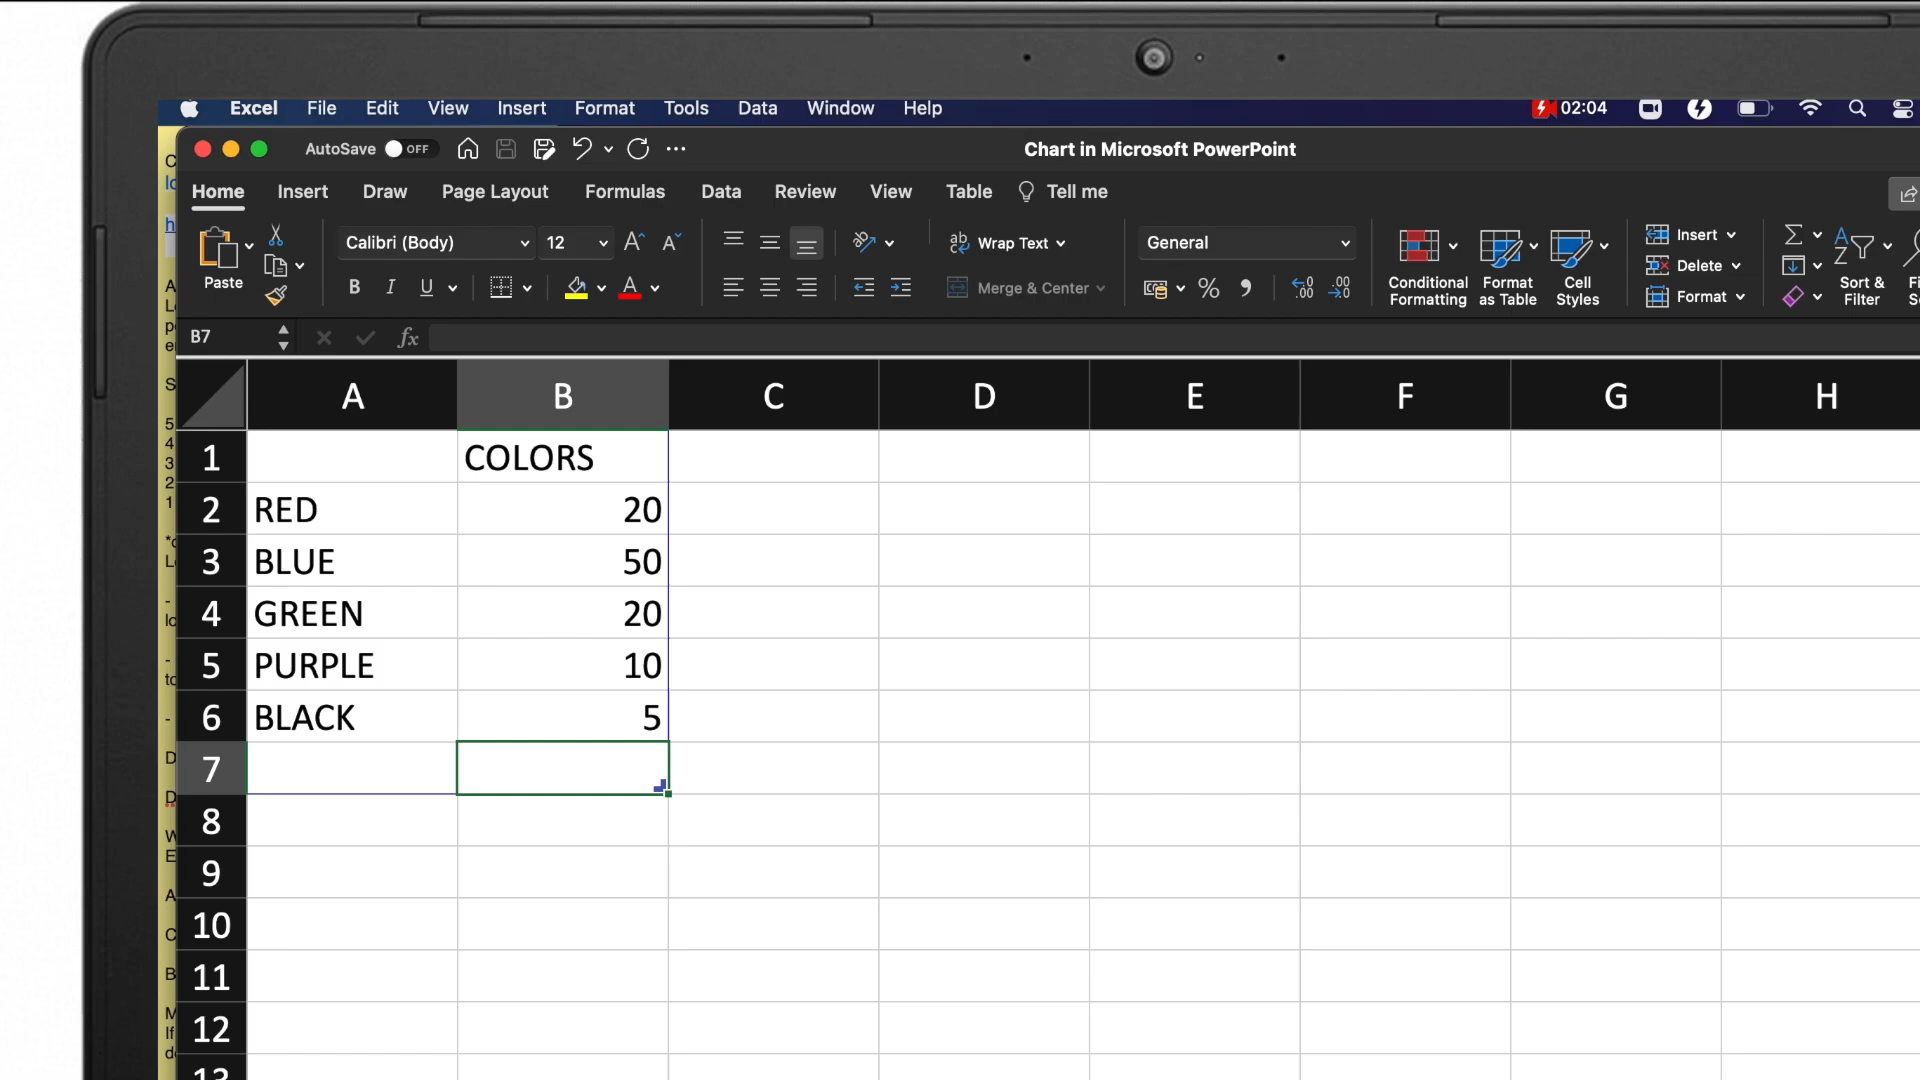 Excel File Edit View Insert Format Tools Data Window Help 02:04
AutoSave OFF Chart in Microsoft PowerPoint
Home Insert Draw Page Layout Formulas Data Review View Table Tell me
Calibri (Body) 12 Wrap Text General Insert
Paste Conditional Formatting Format as Table Cell Styles Delete Sort & Filter
B I U Merge & Center % Format
B7 fx
A B C D E F G H
1 COLORS
2 RED 20
3 BLUE 50
4 GREEN 20
5 PURPLE 10
6 BLACK 5
7
8
9
10
11
12
13